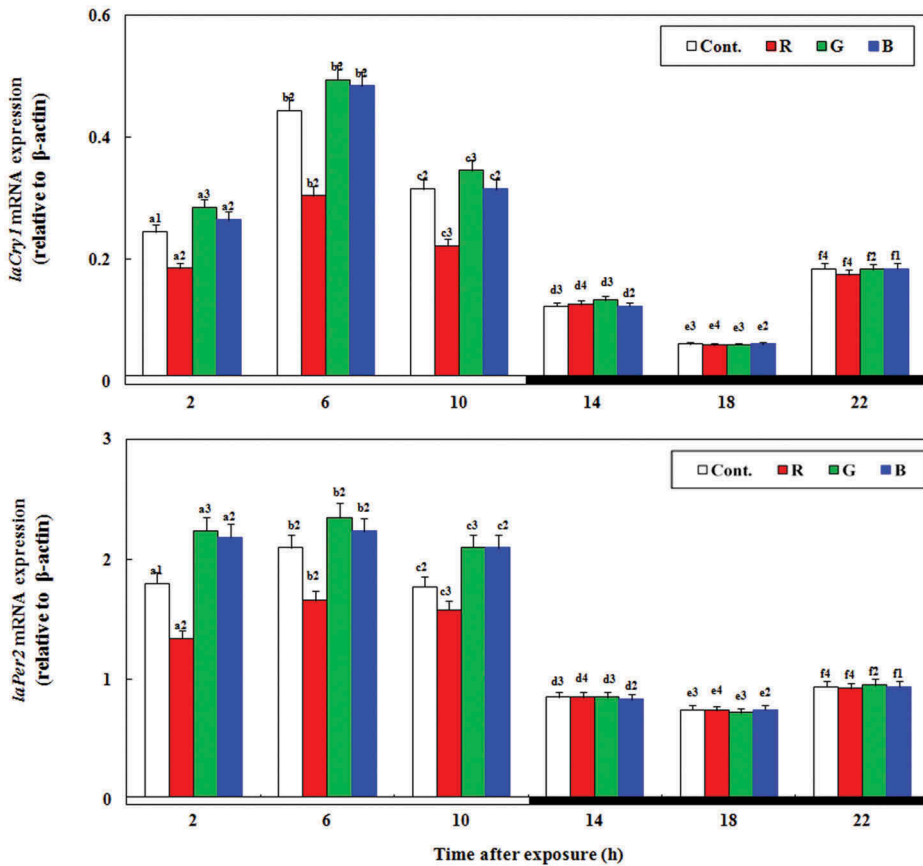 laCry1 mRNA expression
(relative to β-actin)
0.6
0.4
0.2
0
Cont. R G B
a1 a2 a3 a2
b2 b2 b2 b2
c2 c3 c3 c2
d3 d4 d3 d2
e3 e4 e3 e2
f4 f4 f2 f1
2 6 10 14 18 22
laPer2 mRNA expression
(relative to β-actin)
3
2
1
0
Cont. R G B
a1 a2 a3 a2
b2 b2 b2 b2
c2 c3 c3 c2
d3 d4 d3 d2
e3 e4 e3 e2
f4 f4 f2 f1
2 6 10 14 18 22
Time after exposure (h)